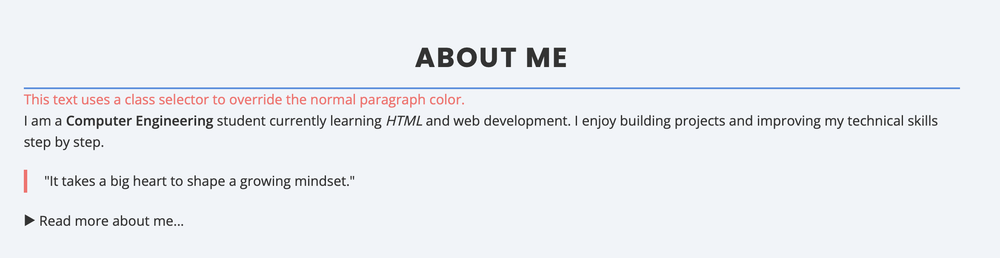 ABOUT ME
This text uses a class selector to override the normal paragraph color.
I am a Computer Engineering student currently learning HTML and web development. I enjoy building projects and improving my technical skills
step by step.
"It takes a big heart to shape a growing mindset."
▶ Read more about me...